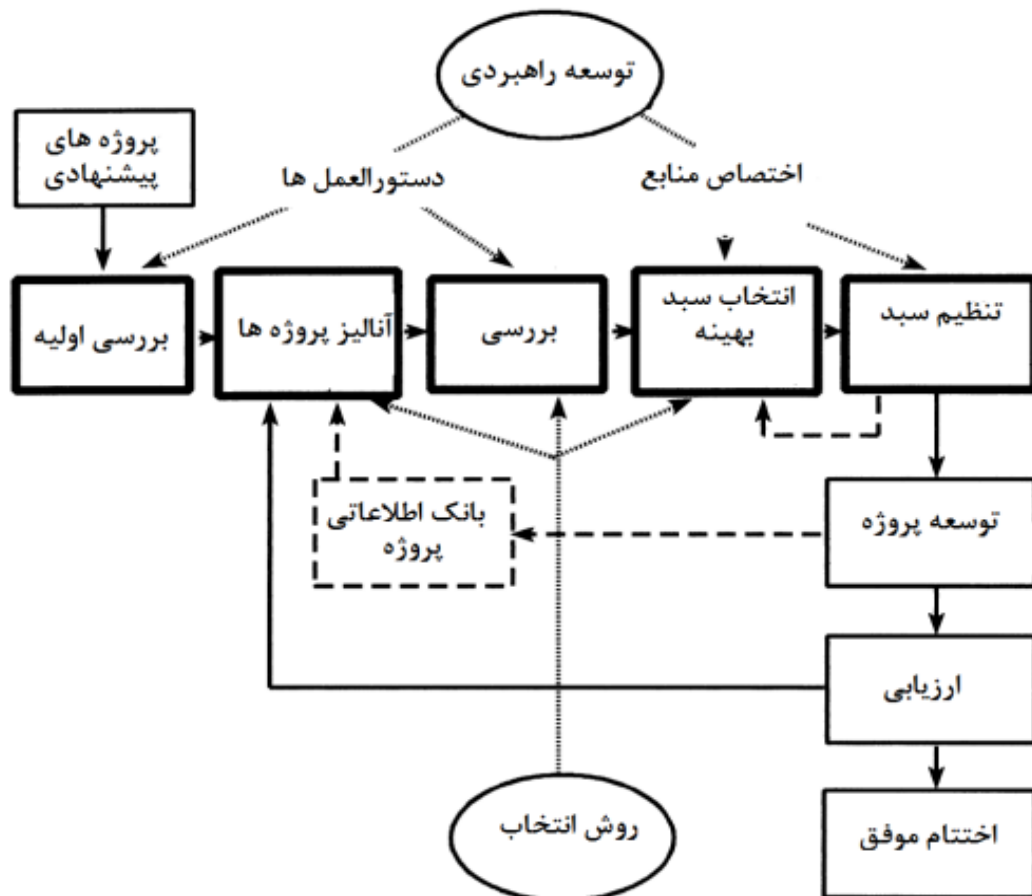 توسعه راهبردی
پروژه های
پیشنهادی
دستورالعمل ها
اختصاص منابع
بررسی اولیه
آنالیز پروژه ها
بررسی
انتخاب سبد
بهینه
تنظیم سبد
بانک اطلاعاتی
پروژه
توسعه پروژه
ارزیابی
روش انتخاب
اختتام موفق